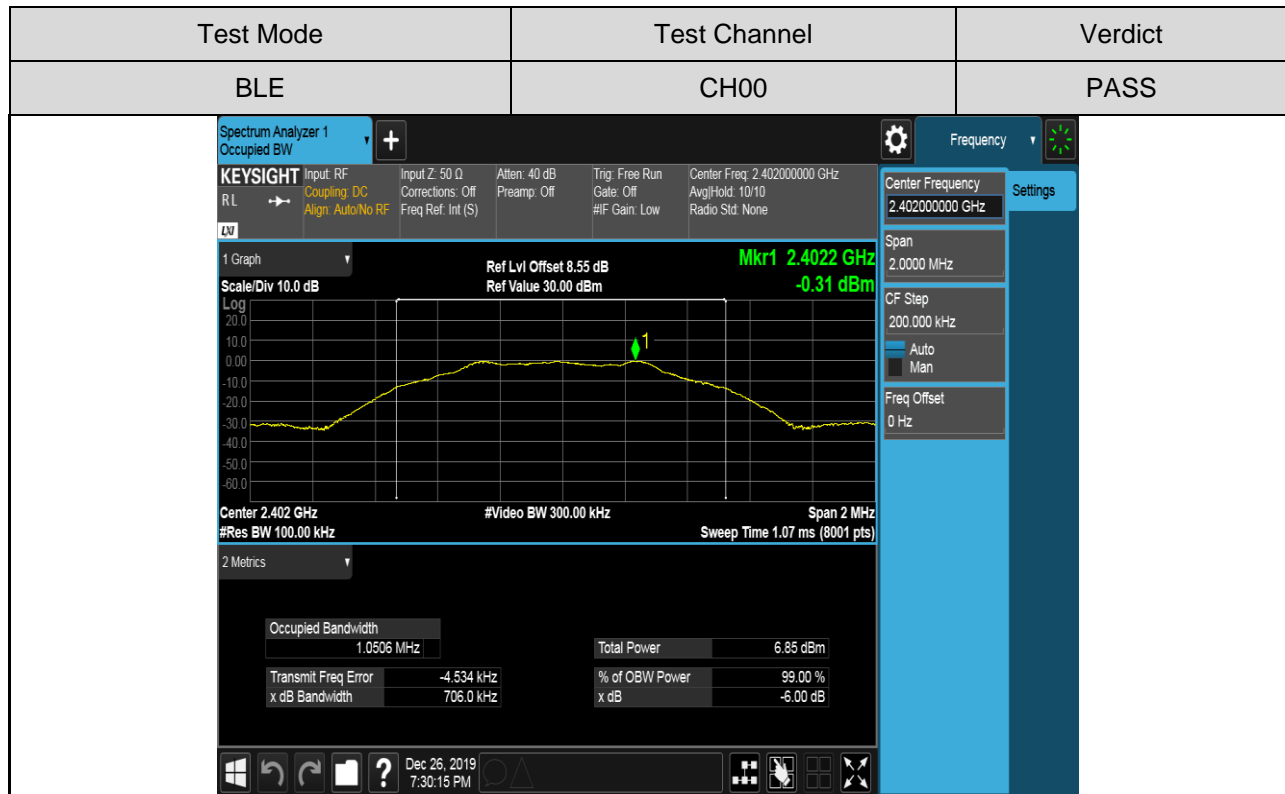 Test Mode Test Channel Verdict
BLE CH00 PASS
Spectrum Analyzer 1
Occupied BW
+
Frequency
KEYSIGHT
RL
LXI
Input: RF
Coupling: DC
Align: Auto/No RF
Input Z: 50 Ω
Corrections: Off
Freq Ref: Int (S)
Atten: 40 dB
Preamp: Off
Trig: Free Run
Gate: Off
#IF Gain: Low
Center Freq: 2.402000000 GHz
Avg|Hold: 10/10
Radio Std: None
Center Frequency
2.402000000 GHz
Settings
Span
2.0000 MHz
CF Step
200.000 kHz
Auto
Man
Freq Offset
0 Hz
1 Graph
Scale/Div 10.0 dB
Ref Lvl Offset 8.55 dB
Ref Value 30.00 dBm
Mkr1 2.4022 GHz
-0.31 dBm
Log
20.0
10.0
0.00
-10.0
-20.0
-30.0
-40.0
-50.0
-60.0
1
Center 2.402 GHz #Video BW 300.00 kHz Span 2 MHz
#Res BW 100.00 kHz Sweep Time 1.07 ms (8001 pts)
2 Metrics
Occupied Bandwidth
1.0506 MHz
Total Power 6.85 dBm
Transmit Freq Error -4.534 kHz
% of OBW Power 99.00 %
x dB Bandwidth 706.0 kHz
x dB -6.00 dB
?
Dec 26, 2019
7:30:15 PM